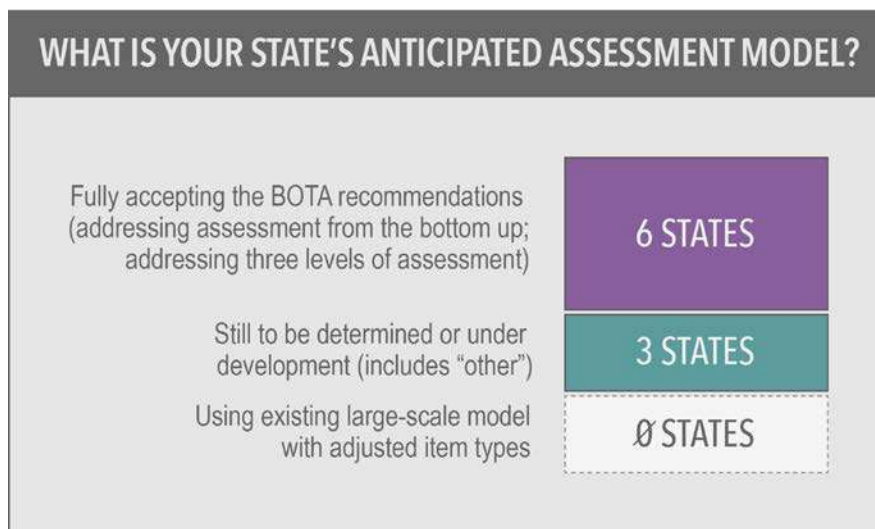 WHAT IS YOUR STATE'S ANTICIPATED ASSESSMENT MODEL?
Fully accepting the BOTA recommendations
(addressing assessment from the bottom up;
addressing three levels of assessment)
6 STATES
Still to be determined or under
development (includes “other”)
3 STATES
Using existing large-scale model
with adjusted item types
Ø STATES